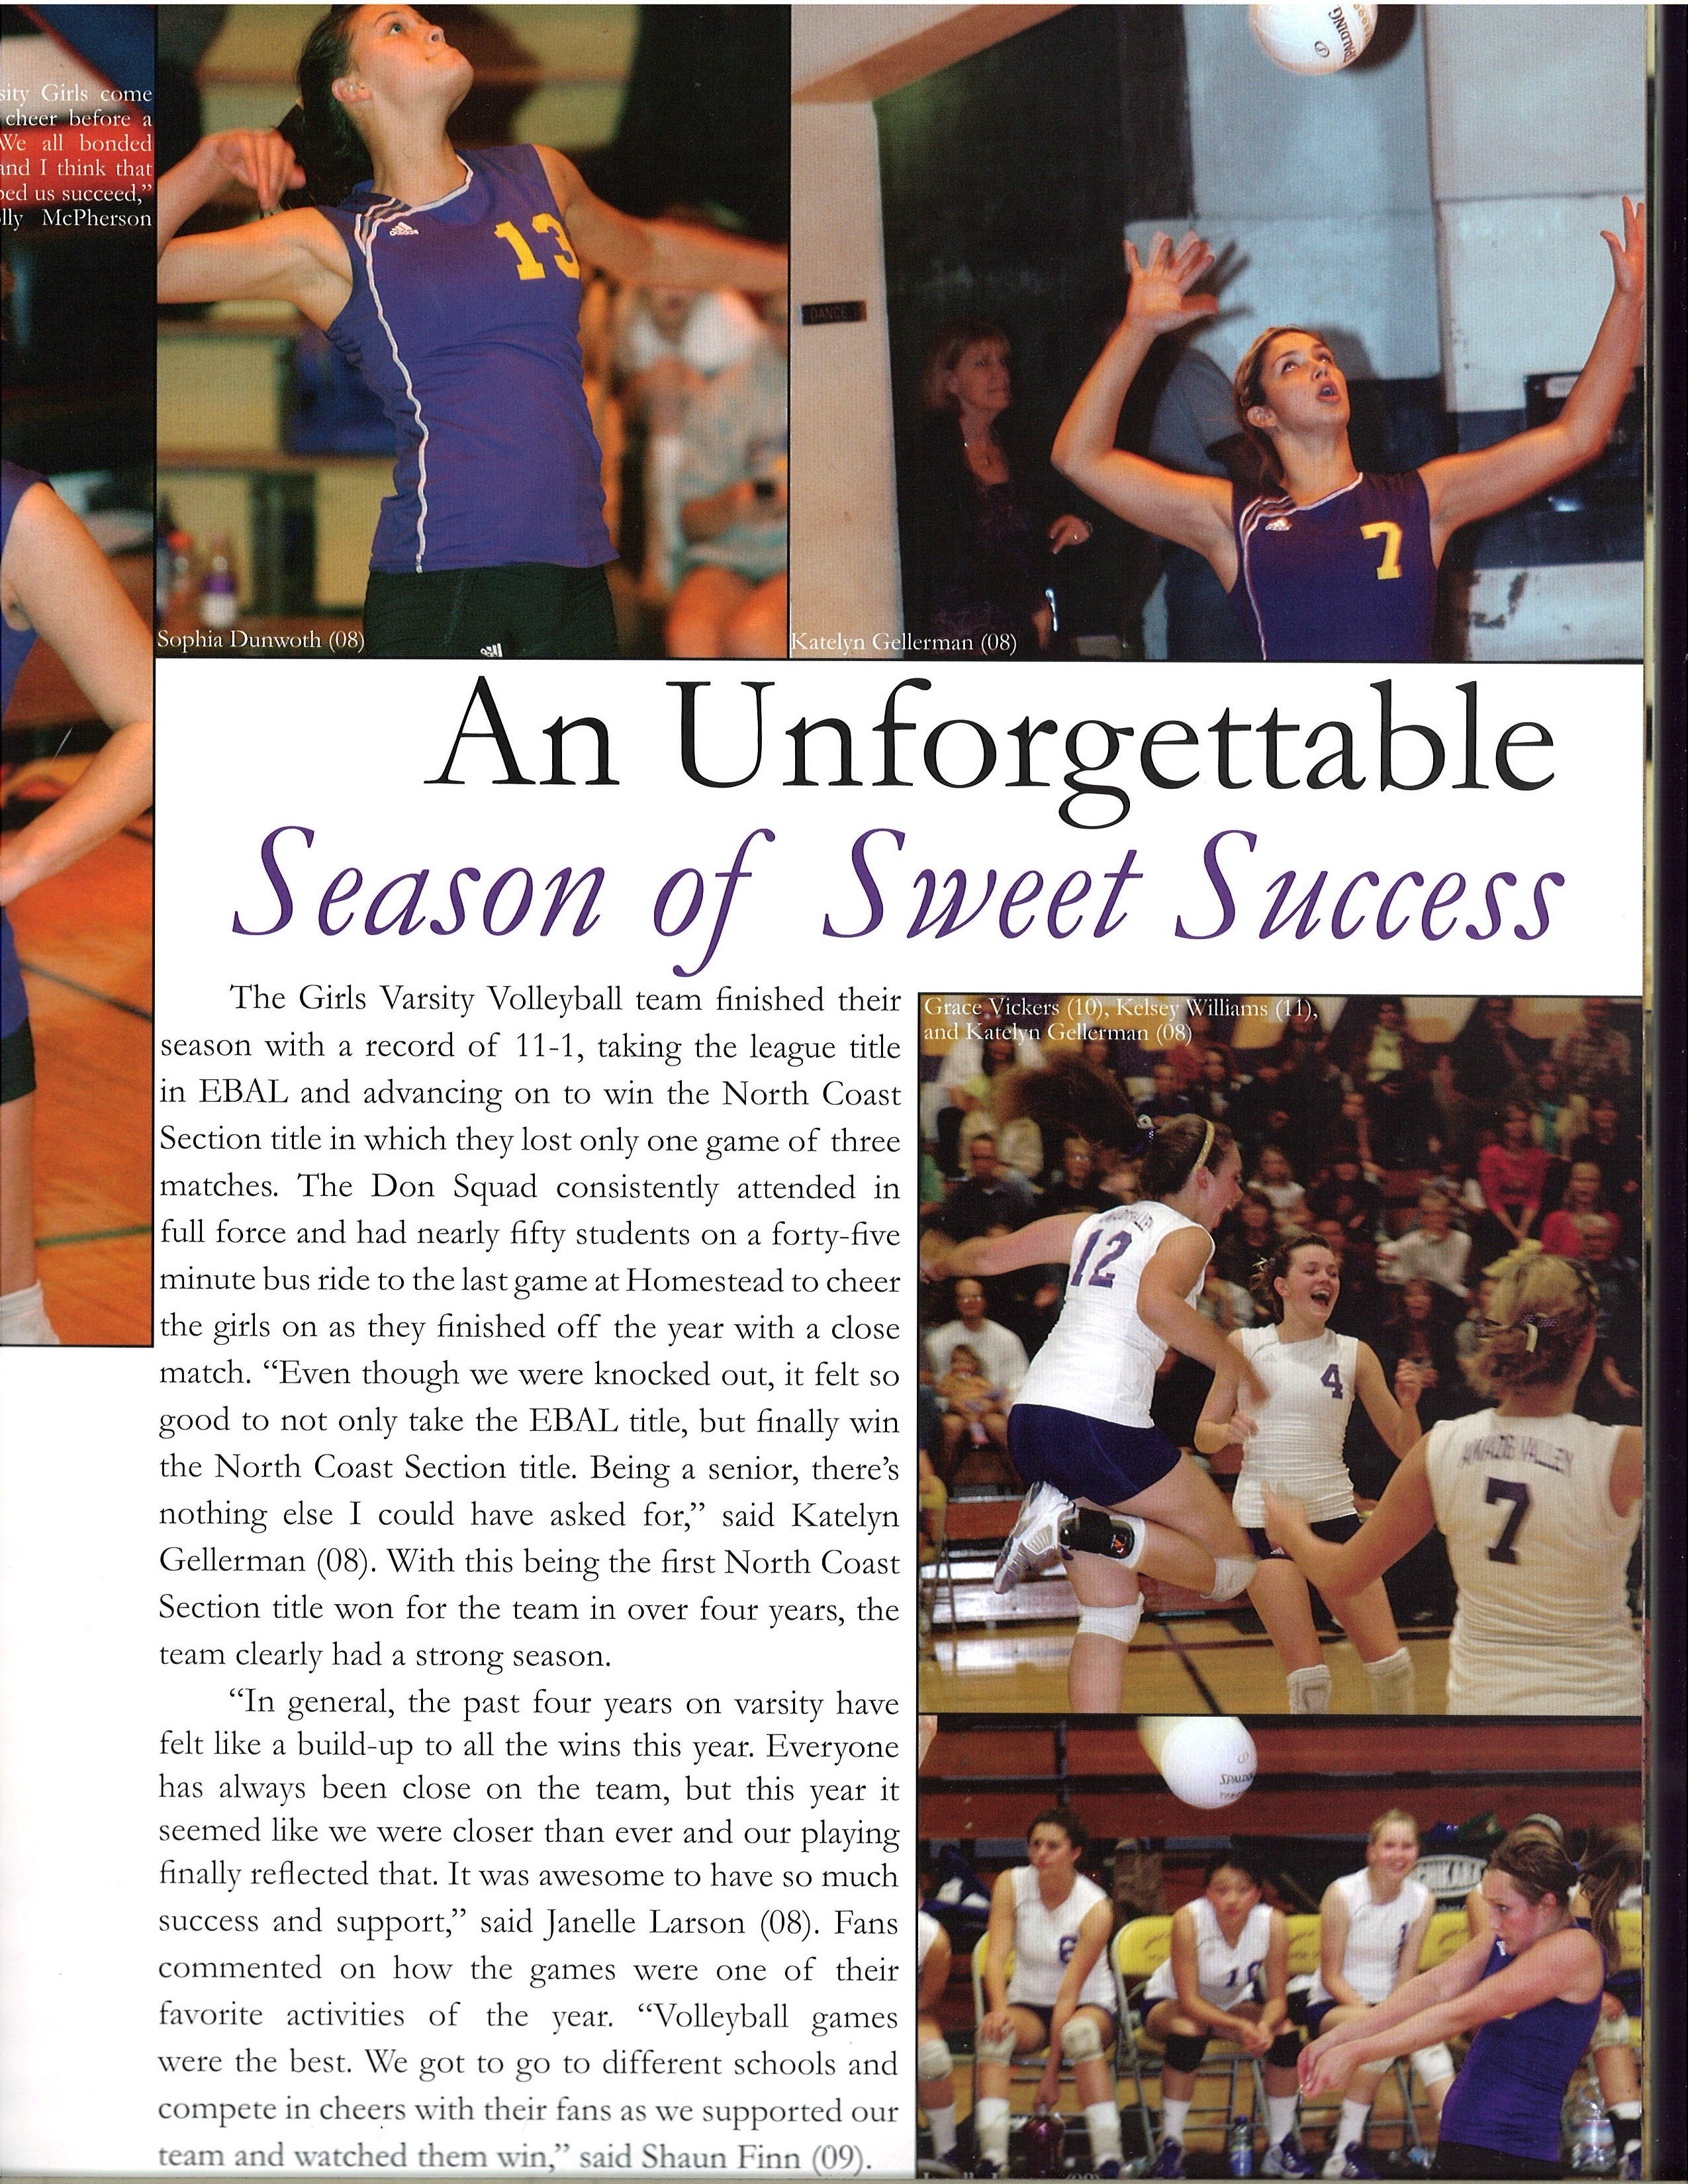 sity Girls come
cheer before a
We all bonded
and I think that
ped us succeed,"
olly McPherson
adidas
13
Sophia Dunwoth (08)
SPALDING
DANCE
7
Katelyn Gellerman (08)
An Unforgettable
Season of Sweet Success
The Girls Varsity Volleyball team finished their
season with a record of 11-1, taking the league title
in EBAL and advancing on to win the North Coast
Section title in which they lost only one game of three
matches. The Don Squad consistently attended in
full force and had nearly fifty students on a forty-five
minute bus ride to the last game at Homestead to cheer
the girls on as they finished off the year with a close
match. “Even though we were knocked out, it felt so
good to not only take the EBAL title, but finally win
the North Coast Section title. Being a senior, there’s
nothing else I could have asked for,” said Katelyn
Gellerman (08). With this being the first North Coast
Section title won for the team in over four years, the
team clearly had a strong season.
“In general, the past four years on varsity have
felt like a build-up to all the wins this year. Everyone
has always been close on the team, but this year it
seemed like we were closer than ever and our playing
finally reflected that. It was awesome to have so much
success and support,” said Janelle Larson (08). Fans
commented on how the games were one of their
favorite activities of the year. “Volleyball games
were the best. We got to go to different schools and
compete in cheers with their fans as we supported our
team and watched them win,” said Shaun Finn (09).
Grace Vickers (10), Kelsey Williams (11),
and Katelyn Gellerman (08)
12
4
VALLEY
7
SPALDING
6
10
1